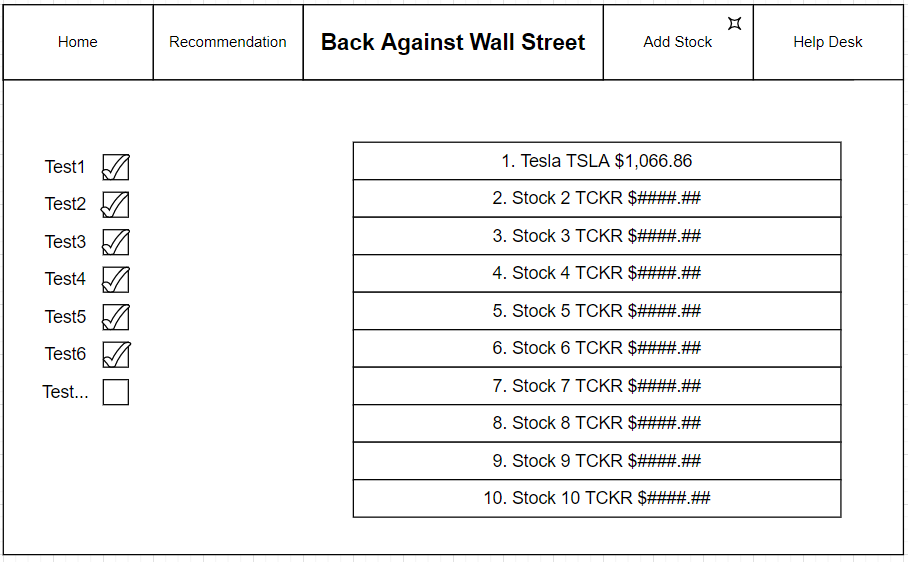 Home
Recommendation
Back Against Wall Street
Add Stock
Help Desk
Test1
Test2
Test3
Test4
Test5
Test6
Test...
1. Tesla TSLA $1,066.86
2. Stock 2 TCKR $####.##
3. Stock 3 TCKR $####.##
4. Stock 4 TCKR $####.##
5. Stock 5 TCKR $####.##
6. Stock 6 TCKR $####.##
7. Stock 7 TCKR $####.##
8. Stock 8 TCKR $####.##
9. Stock 9 TCKR $####.##
10. Stock 10 TCKR $####.##